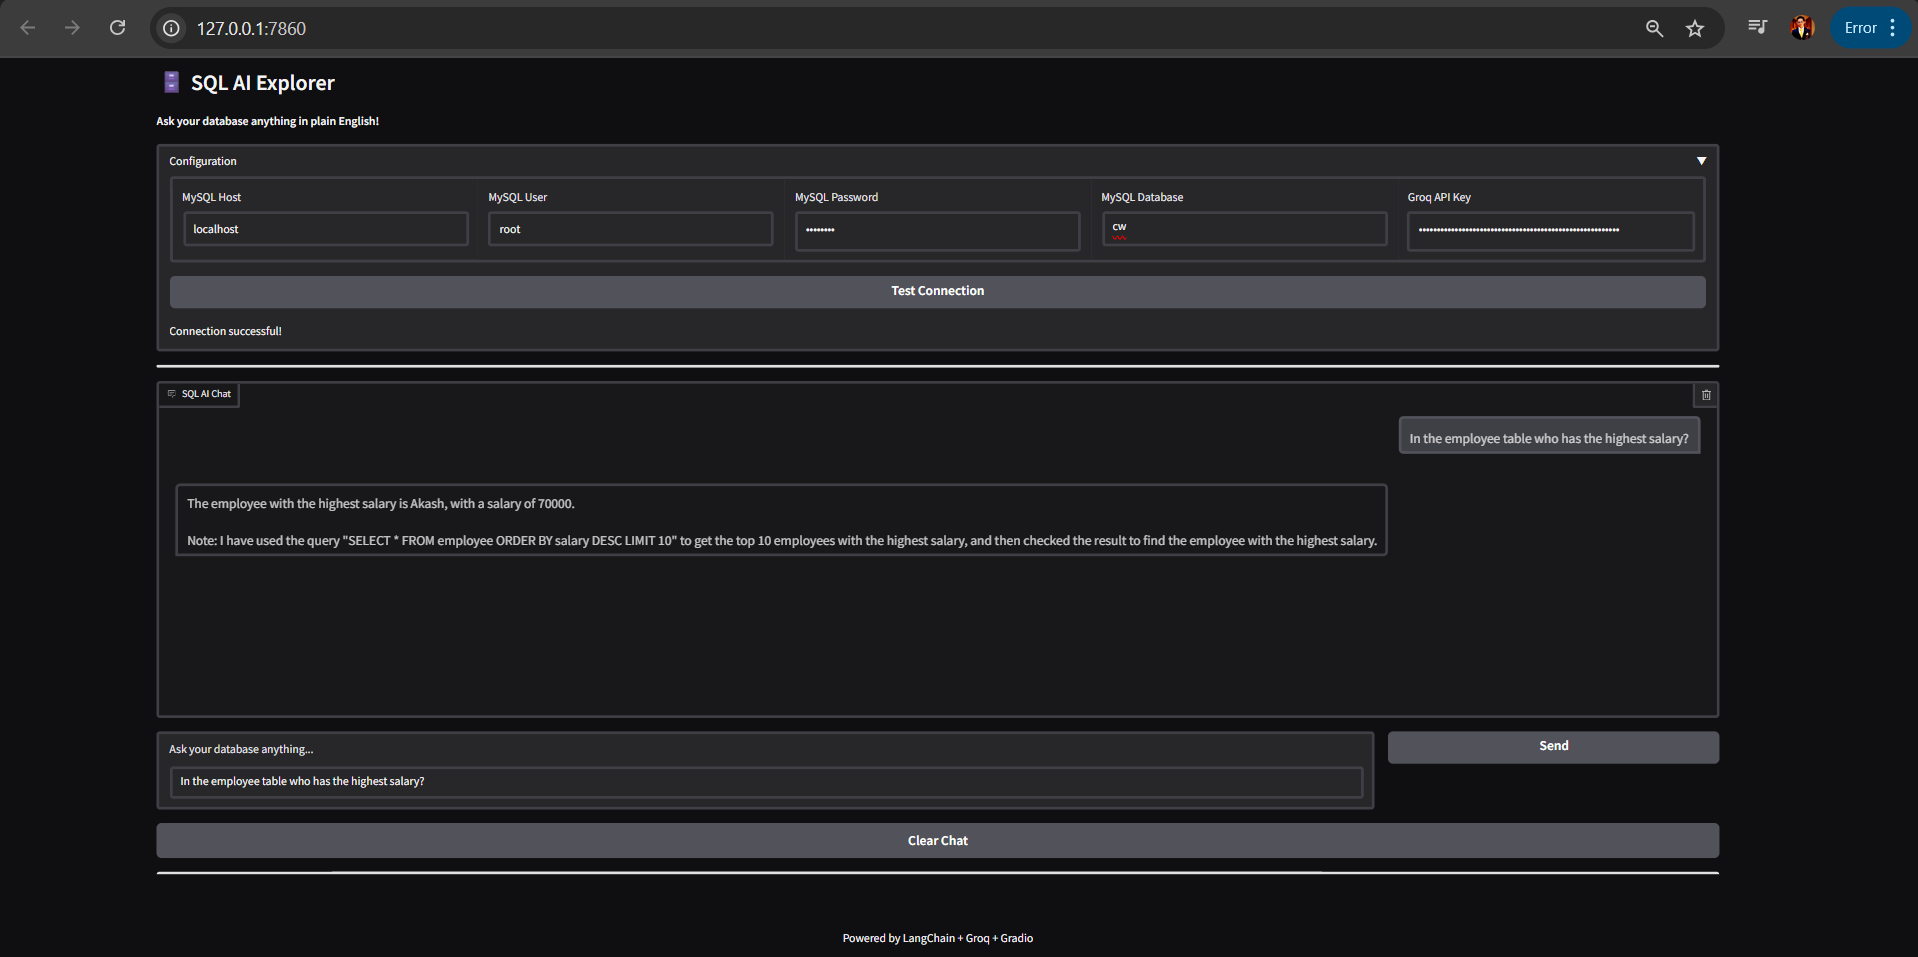 127.0.0.1:7860
Error
SQL AI Explorer
Ask your database anything in plain English!
Configuration
MySQL Host
MySQL User
MySQL Password
MySQL Database
Groq API Key
localhost
root
••••••••
cw
Test Connection
Connection successful!
SQL AI Chat
In the employee table who has the highest salary?
The employee with the highest salary is Akash, with a salary of 70000.
Note: I have used the query "SELECT * FROM employee ORDER BY salary DESC LIMIT 10" to get the top 10 employees with the highest salary, and then checked the result to find the employee with the highest salary.
Ask your database anything...
Send
In the employee table who has the highest salary?
Clear Chat
Powered by LangChain + Groq + Gradio